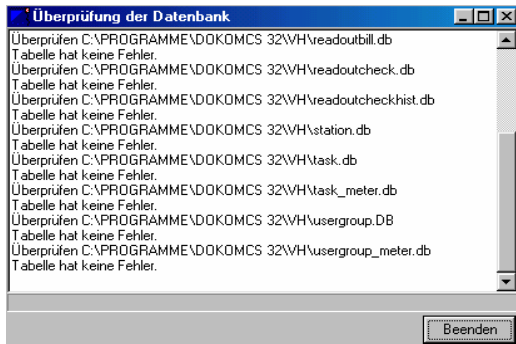 Überprüfung der Datenbank
Überprüfen C:\PROGRAMME\DOKOMCS 32\VH\readoutbill.db
Tabelle hat keine Fehler.
Überprüfen C:\PROGRAMME\DOKOMCS 32\VH\readoutcheck.db
Tabelle hat keine Fehler.
Überprüfen C:\PROGRAMME\DOKOMCS 32\VH\readoutcheckhist.db
Tabelle hat keine Fehler.
Überprüfen C:\PROGRAMME\DOKOMCS 32\VH\station.db
Tabelle hat keine Fehler.
Überprüfen C:\PROGRAMME\DOKOMCS 32\VH\task.db
Tabelle hat keine Fehler.
Überprüfen C:\PROGRAMME\DOKOMCS 32\VH\task_meter.db
Tabelle hat keine Fehler.
Überprüfen C:\PROGRAMME\DOKOMCS 32\VH\usergroup.DB
Tabelle hat keine Fehler.
Überprüfen C:\PROGRAMME\DOKOMCS 32\VH\usergroup_meter.db
Tabelle hat keine Fehler.
Beenden